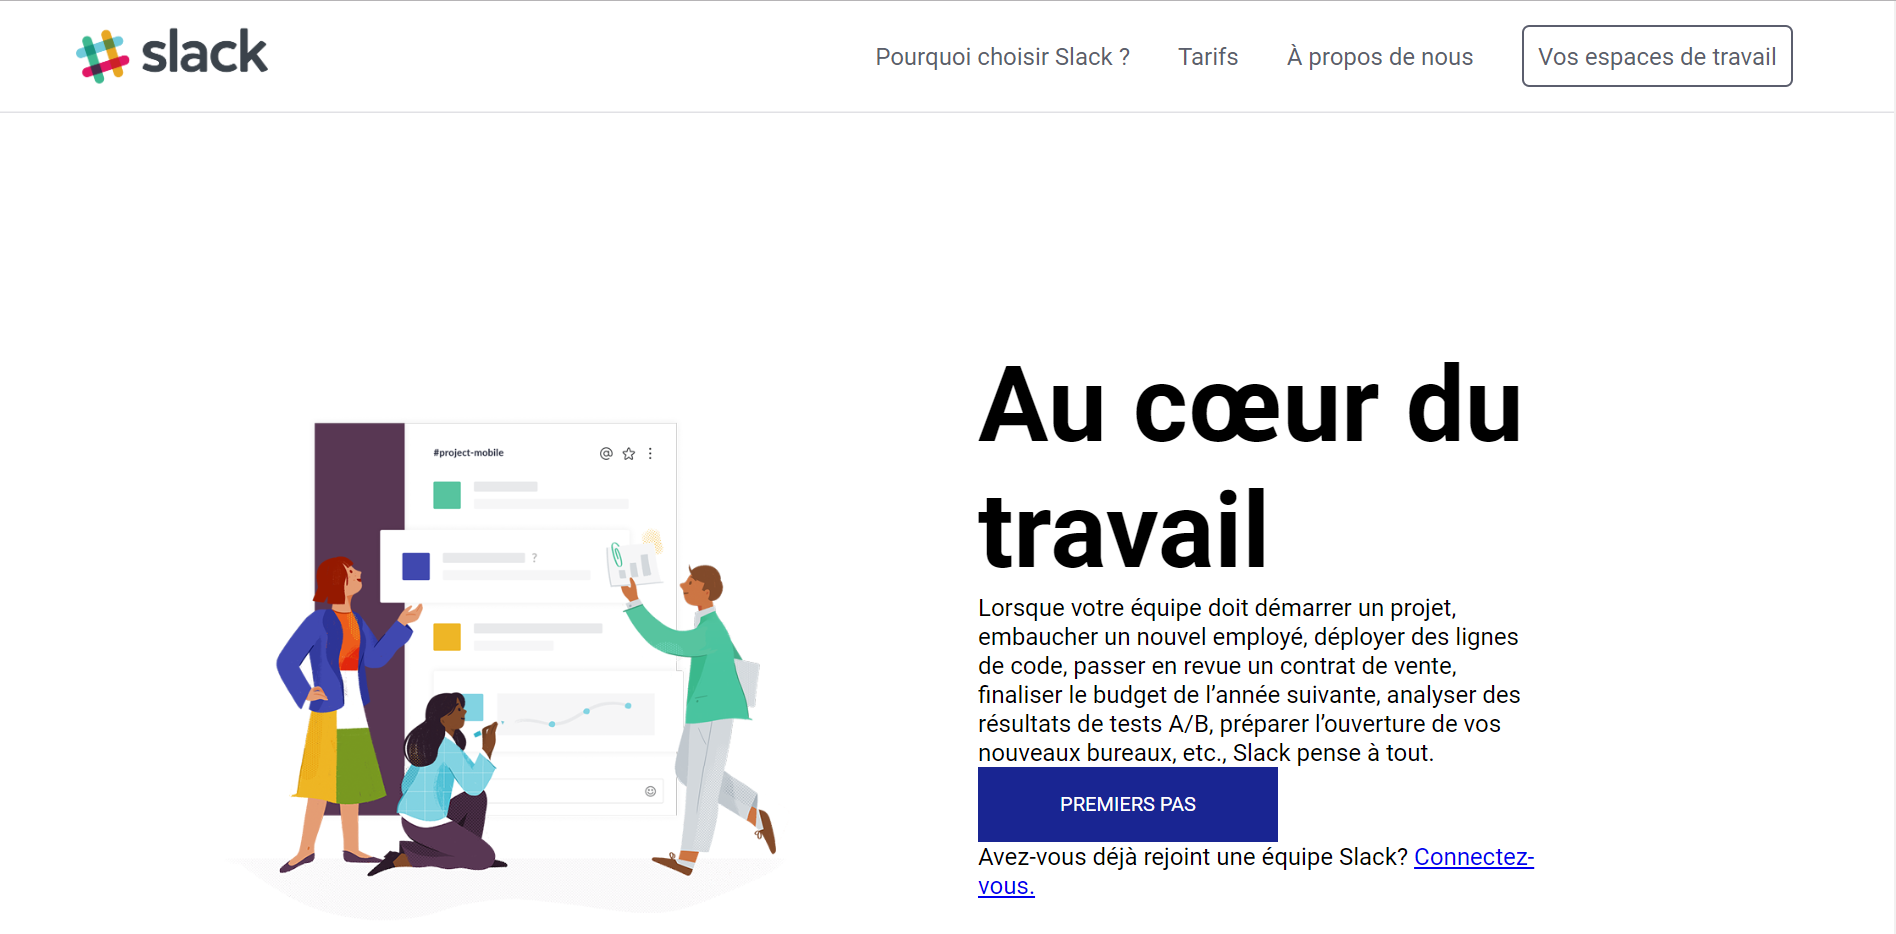 slack
Pourquoi choisir Slack ?
Tarifs
À propos de nous
Vos espaces de travail
#project-mobile
?
Au cœur du
travail
Lorsque votre équipe doit démarrer un projet,
embaucher un nouvel employé, déployer des lignes
de code, passer en revue un contrat de vente,
finaliser le budget de l’année suivante, analyser des
résultats de tests A/B, préparer l’ouverture de vos
nouveaux bureaux, etc., Slack pense à tout.
PREMIERS PAS
Avez-vous déjà rejoint une équipe Slack? Connectez-
vous.